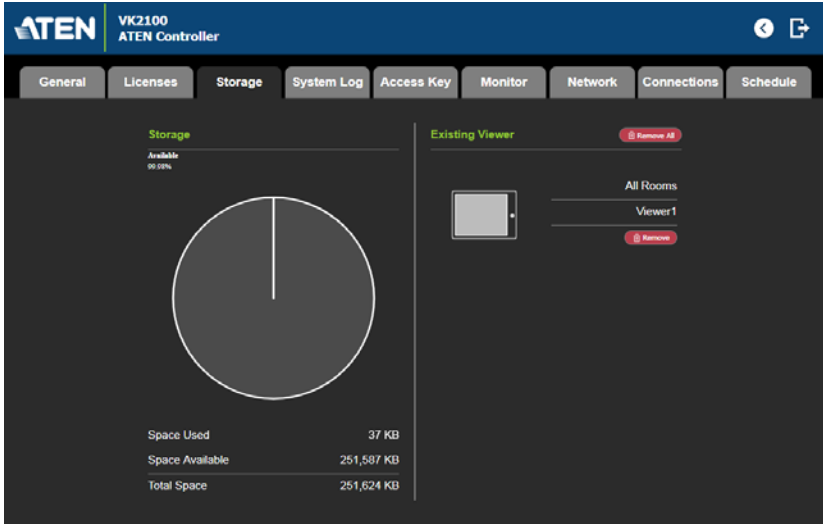 ATEN
VK2100
ATEN Controller
General Licenses Storage System Log Access Key Monitor Network Connections Schedule
Storage
Available
99.98%
Space Used 37 KB
Space Available 251,587 KB
Total Space 251,624 KB
Existing Viewer Remove All
All Rooms
Viewer1
Remove